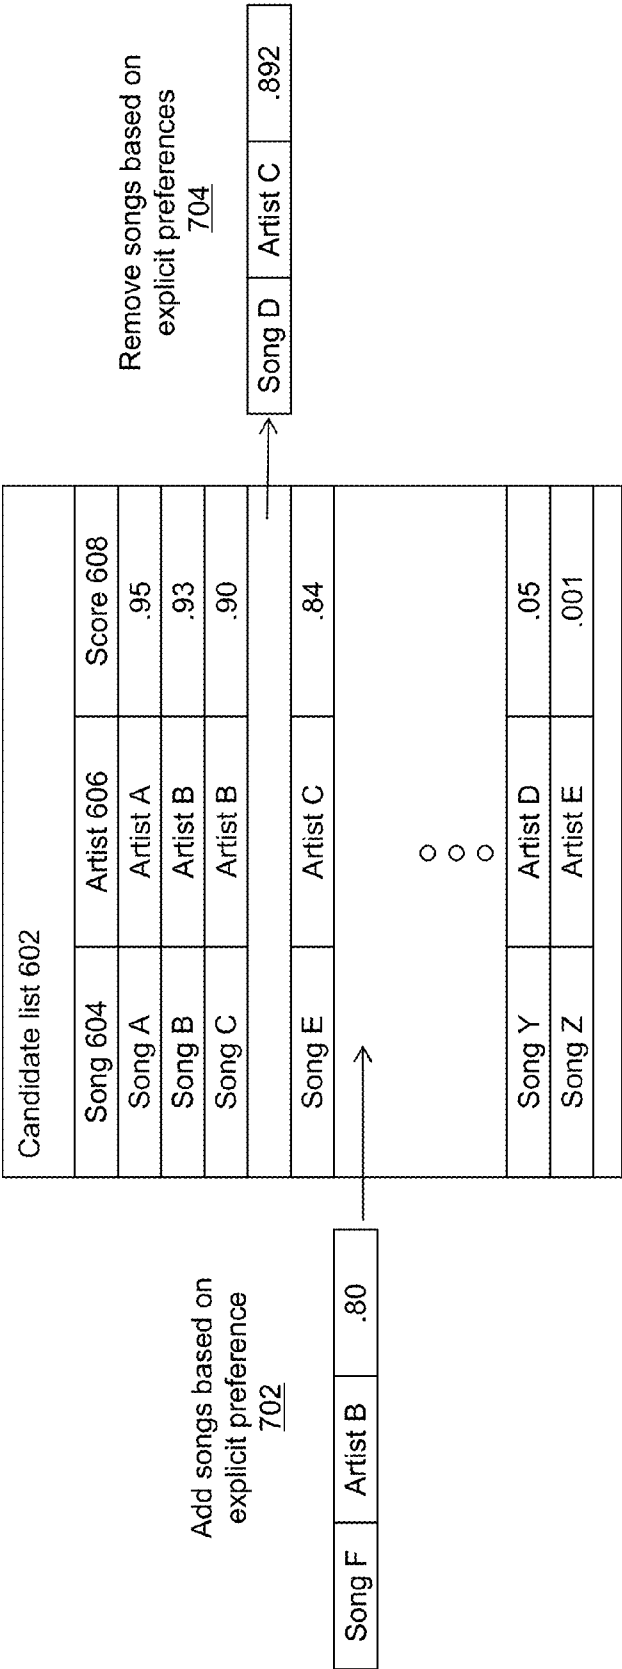 Add songs based on
explicit preference
702
Song F Artist B .80
Candidate list 602
Song 604 Artist 606 Score 608
Song A Artist A .95
Song B Artist B .93
Song C Artist B .90
Song E Artist C .84
Song Y Artist D .05
Song Z Artist E .001
Remove songs based on
explicit preferences
704
Song D Artist C .892